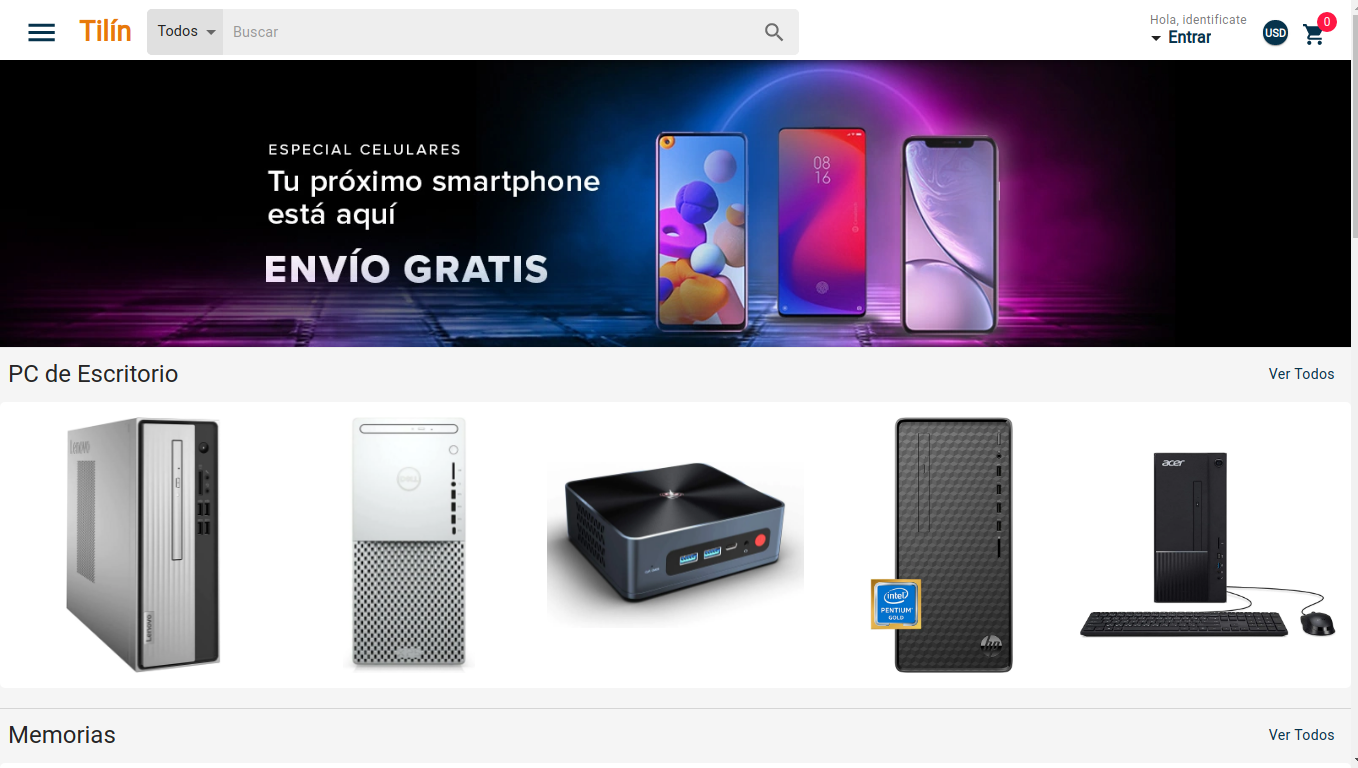 Tilín
Todos
Buscar
Hola, identificate
Entrar
USD
0
ESPECIAL CELULARES
Tu próximo smartphone
está aquí
ENVÍO GRATIS
08
16
PC de Escritorio
Ver Todos
Lenovo
Lenovo
DELL
intel
PENTIUM
GOLD
hp
acer
Memorias
Ver Todos